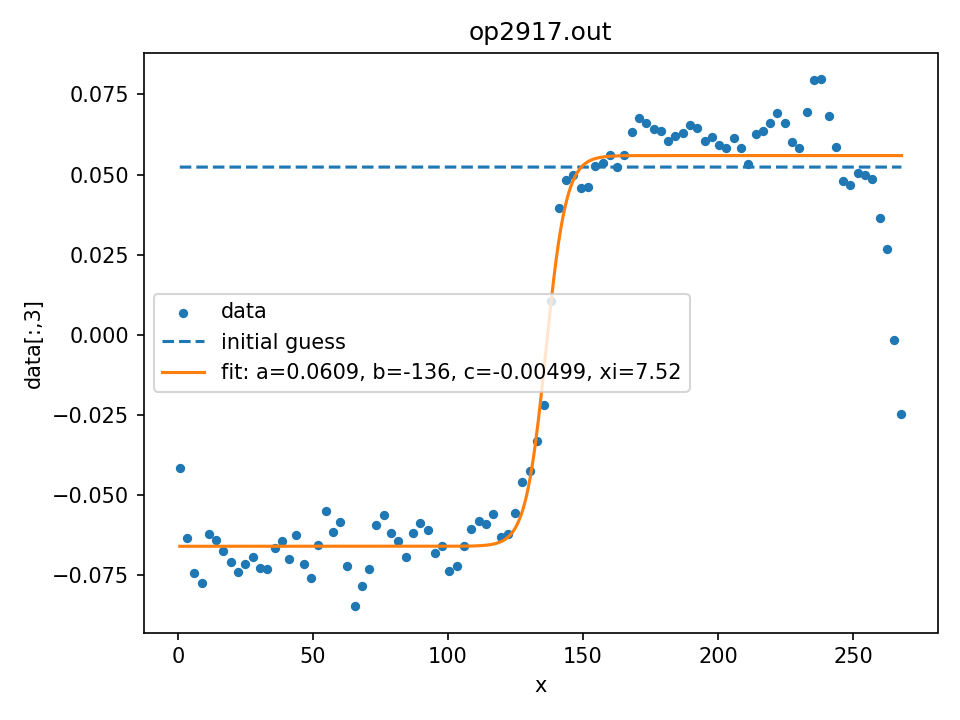 op2917.out
0.075
0.050
0.025
0.000
−0.025
−0.050
−0.075
data[:,3]
data
initial guess
fit: a=0.0609, b=-136, c=-0.00499, xi=7.52
0 50 100 150 200 250
x